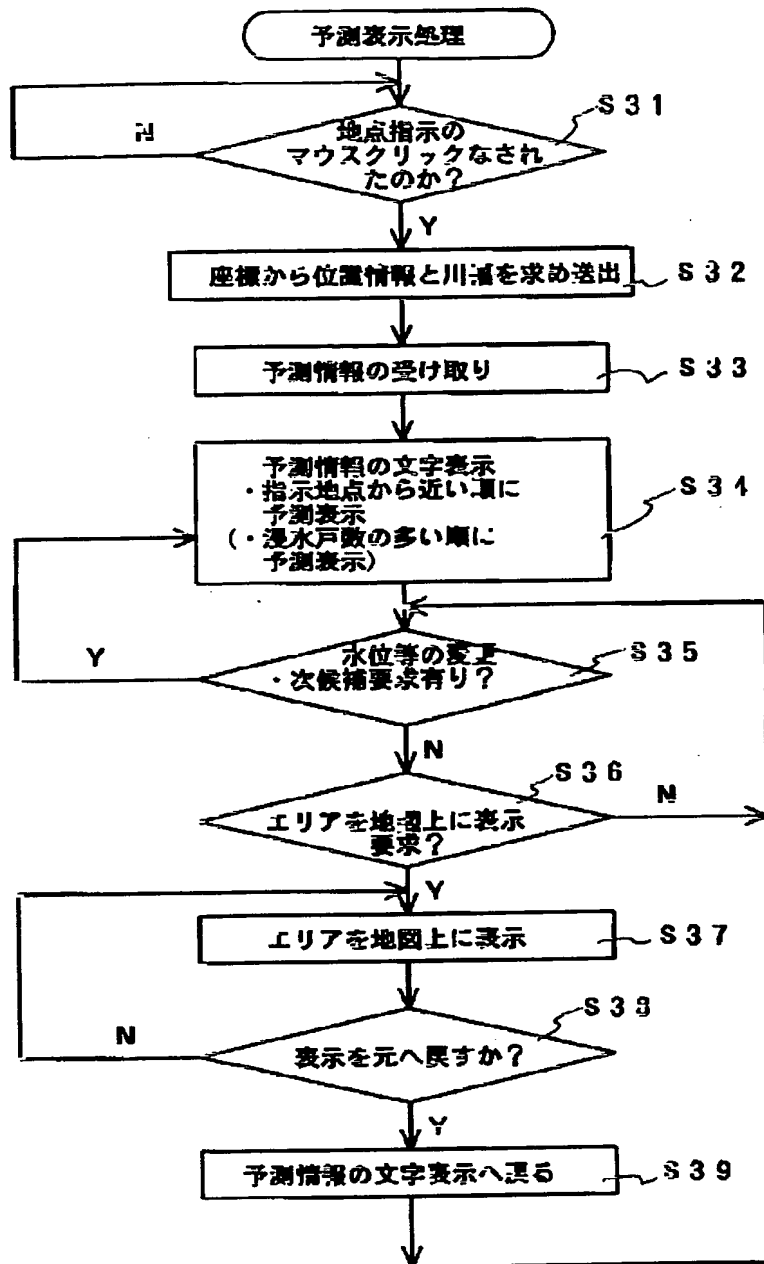 予測表示処理
S31
N
地点指示の
マウスクリックなされ
たのか？
Y
座標から位置情報と川幅を求め送出
S32
予測情報の受け取り
S33
予測情報の文字表示
・指示地点から近い順に
予測表示
（・浸水戸数の多い順に
予測表示）
S34
Y
水位等の変更
・次候補要求有り？
S35
N
S36
N
エリアを地図上に表示
要求？
Y
エリアを地図上に表示
S37
S38
N
表示を元へ戻すか？
Y
予測情報の文字表示へ戻る
S39